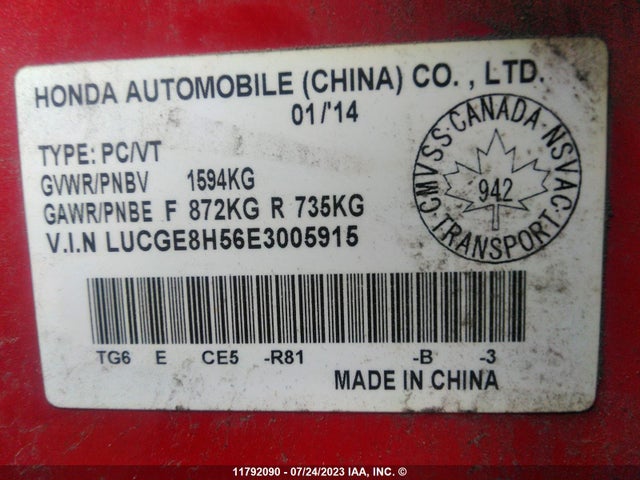 HONDA AUTOMOBILE (CHINA) CO. , LTD.
01/'14
TYPE: PC/VT
GVWR/PNBV 1594KG
GAWR/PNBE F 872KG R 735KG
V.I.N LUCGE8H56E3005915
CMVSS·CANADA·NSVAC
942
TRANSPORT
TG6 E CE5 -R81 -B -3
MADE IN CHINA
11792090 - 07/24/2023 IAA, INC. ©